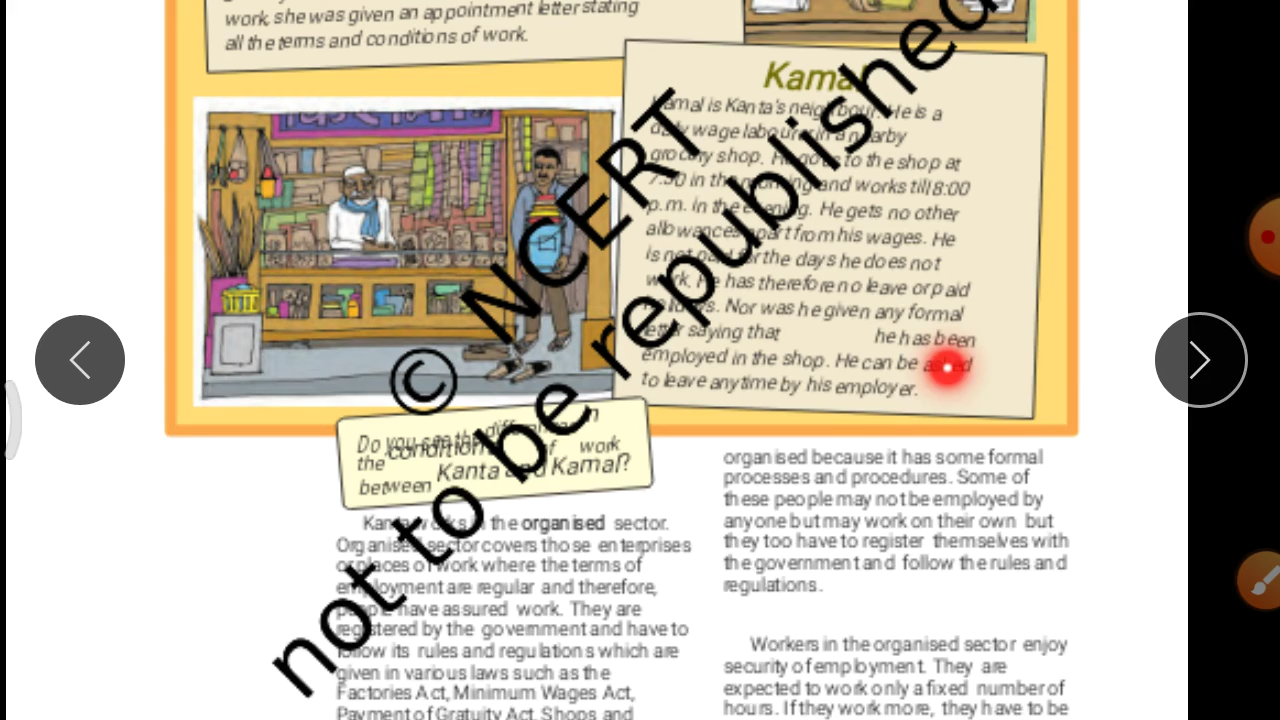 work, she was given an appointment letter stating
all the terms and conditions of work.
Kamal
Kamal is Kanta's neighbour. He is a
daily wage labourer in a nearby
grocery shop. He goes to the shop at
7:30 in the morning and works till 8:00
p.m. in the evening. He gets no other
allowances apart from his wages. He
is not paid for the days he does not
work. He has therefore no leave or paid
holidays. Nor was he given any formal
letter saying that he has been
employed in the shop. He can be asked
to leave anytime by his employer.
Do you see the differences in
the conditions of work
between Kanta and Kamal?
Kanta works in the organised sector.
Organised sector covers those enterprises
or places of work where the terms of
employment are regular and therefore,
people have assured work. They are
registered by the government and have to
follow its rules and regulations which are
given in various laws such as the
Factories Act, Minimum Wages Act,
Payment of Gratuity Act, Shops and
organised because it has some formal
processes and procedures. Some of
these people may not be employed by
anyone but may work on their own but
they too have to register themselves with
the government and follow the rules and
regulations.
Workers in the organised sector enjoy
security of employment. They are
expected to work only a fixed number of
hours. If they work more, they have to be
© NCERT
not to be republished